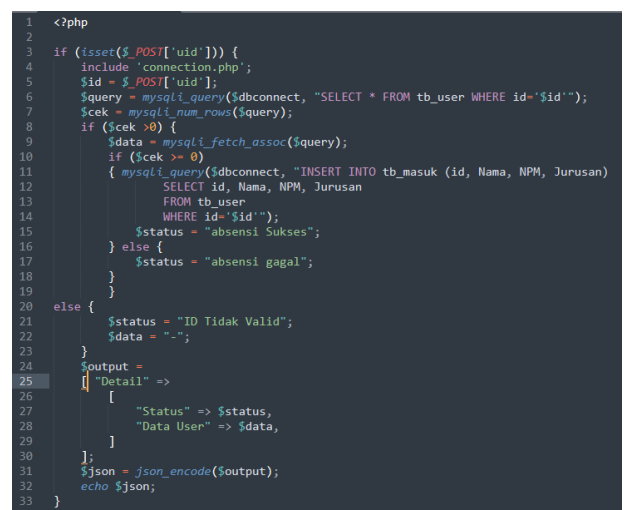 1 <?php
2
3 if (isset($_POST['uid'])) {
4     include 'connection.php';
5     $id = $_POST['uid'];
6     $query = mysqli_query($dbconnect, "SELECT * FROM tb_user WHERE id='$id'");
7     $cek = mysqli_num_rows($query);
8     if ($cek >0) {
9         $data = mysqli_fetch_assoc($query);
10         if ($cek >= 0)
11         { mysqli_query($dbconnect, "INSERT INTO tb_masuk (id, Nama, NPM, Jurusan)
12                 SELECT id, Nama, NPM, Jurusan
13                 FROM tb_user
14                 WHERE id='$id'");
15             $status = "absensi Sukses";
16         } else {
17             $status = "absensi gagal";
18         }
19         }
20 else {
21         $status = "ID Tidak Valid";
22         $data = "-";
23     }
24     $output =
25     [ "Detail" =>
26         [
27             "Status" => $status,
28             "Data User" => $data,
29         ]
30     ];
31     $json = json_encode($output);
32     echo $json;
33 }